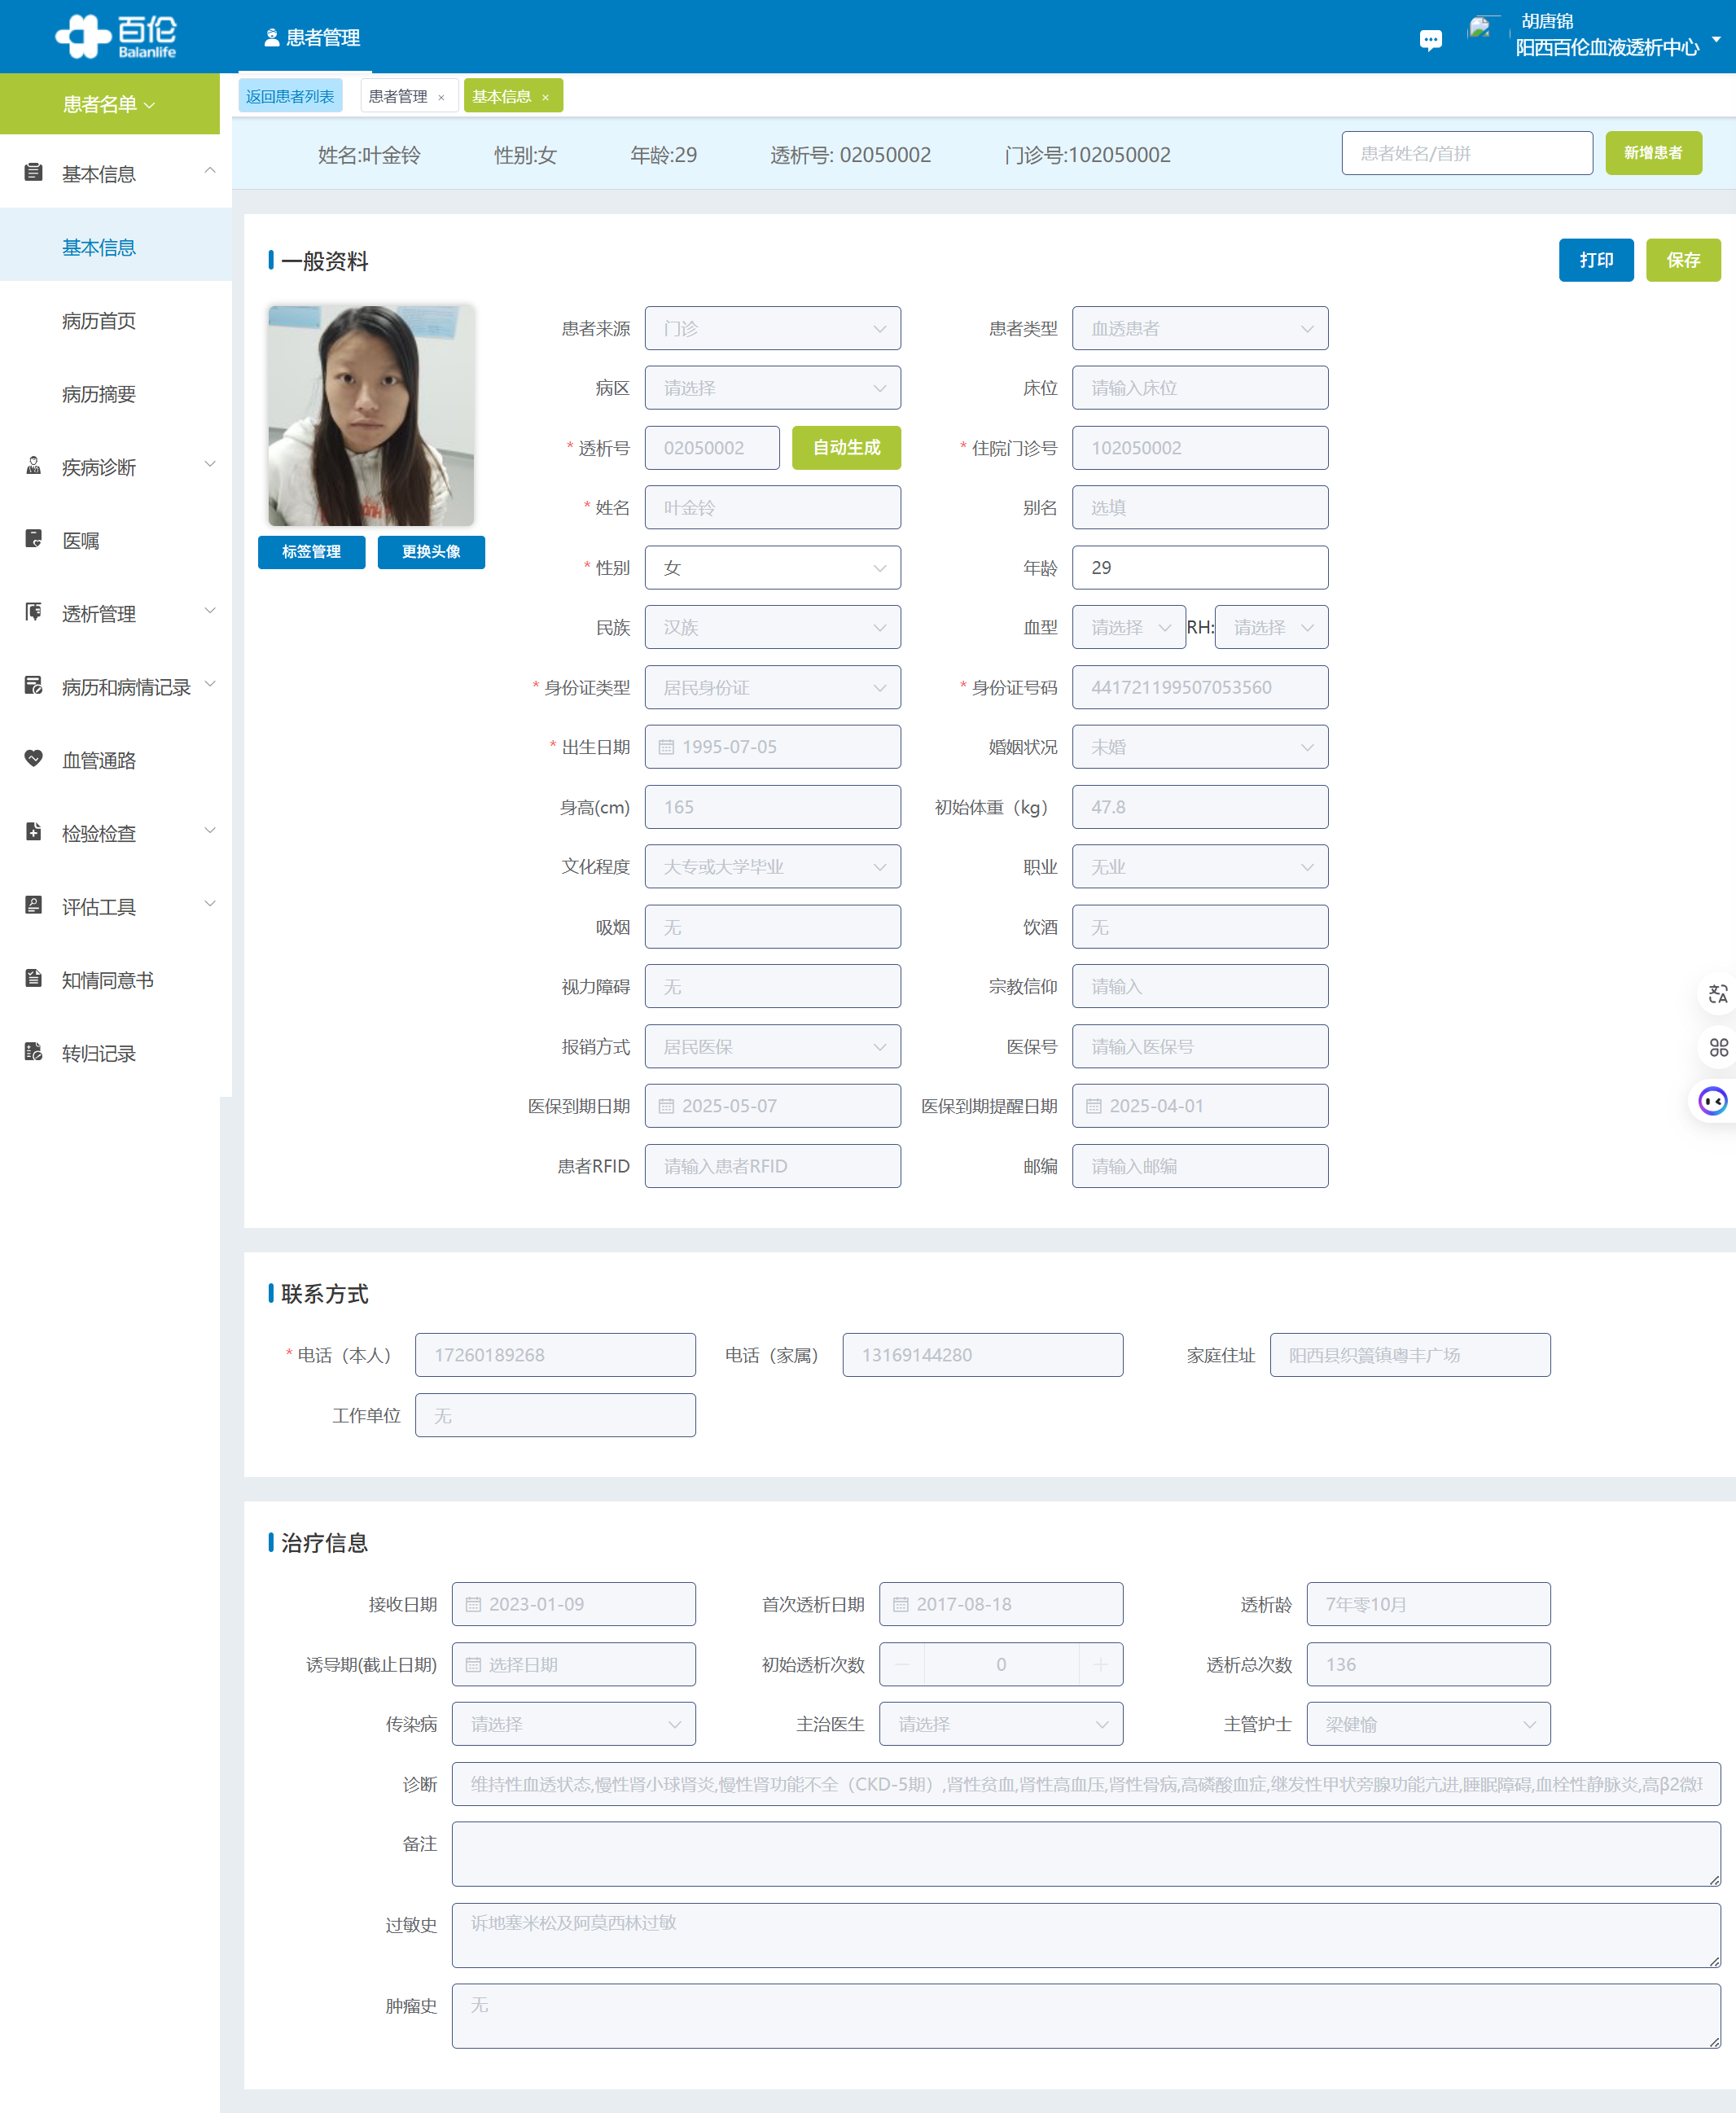 百伦
Balanlife
患者管理
胡唐锦
阳西百伦血液透析中心
患者名单
返回患者列表 患者管理 × 基本信息 ×
姓名:叶金铃 性别:女 年龄:29 透析号: 02050002 门诊号:102050002 患者姓名/首拼 新增患者
基本信息
基本信息
病历首页
病历摘要
疾病诊断
医嘱
透析管理
病历和病情记录
血管通路
检验检查
评估工具
知情同意书
转归记录
一般资料 打印 保存
标签管理 更换头像
患者来源 门诊 患者类型 血透患者
病区 请选择 床位 请输入床位
* 透析号 02050002 自动生成 * 住院门诊号 102050002
* 姓名 叶金铃 别名 选填
* 性别 女 年龄 29
民族 汉族 血型 请选择 RH: 请选择
* 身份证类型 居民身份证 * 身份证号码 441721199507053560
* 出生日期 1995-07-05 婚姻状况 未婚
身高(cm) 165 初始体重（kg） 47.8
文化程度 大专或大学毕业 职业 无业
吸烟 无 饮酒 无
视力障碍 无 宗教信仰 请输入
报销方式 居民医保 医保号 请输入医保号
医保到期日期 2025-05-07 医保到期提醒日期 2025-04-01
患者RFID 请输入患者RFID 邮编 请输入邮编
联系方式
* 电话（本人） 17260189268 电话（家属） 13169144280 家庭住址 阳西县织篢镇粤丰广场
工作单位 无
治疗信息
接收日期 2023-01-09 首次透析日期 2017-08-18 透析龄 7年零10月
诱导期(截止日期) 选择日期 初始透析次数 0 透析总次数 136
传染病 请选择 主治医生 请选择 主管护士 梁健愉
诊断 维持性血透状态,慢性肾小球肾炎,慢性肾功能不全（CKD-5期）,肾性贫血,肾性高血压,肾性骨病,高磷酸血症,继发性甲状旁腺功能亢进,睡眠障碍,血栓性静脉炎,高β2微
备注
过敏史 诉地塞米松及阿莫西林过敏
肿瘤史 无